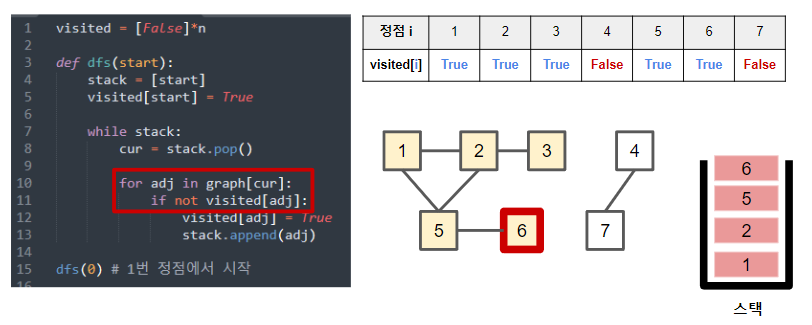 1 visited = [False]*n
2
3 def dfs(start):
4 stack = [start]
5 visited[start] = True
6
7 while stack:
8 cur = stack.pop()
9
10 for adj in graph[cur]:
11 if not visited[adj]:
12 visited[adj] = True
13 stack.append(adj)
14
15 dfs(0) # 1번 정점에서 시작
16
정점 i 1 2 3 4 5 6 7
visited[i] True True True False True True False
1 2 3 4
5 6 7
6
5
2
1
스택